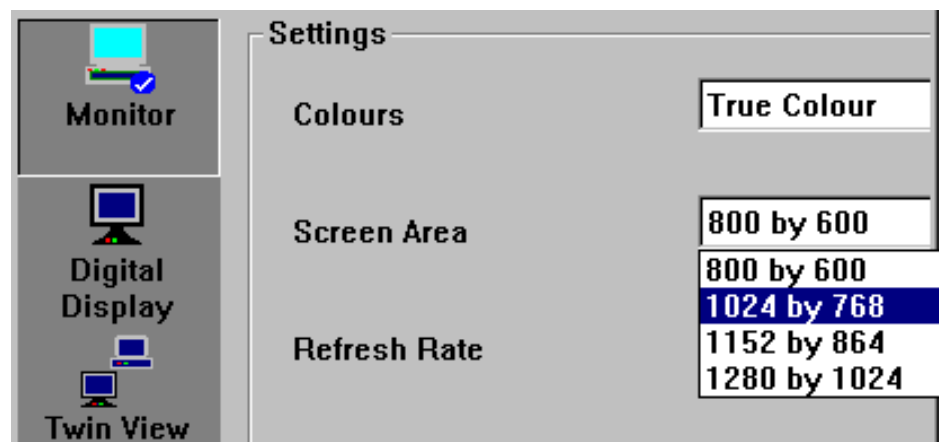 Monitor
Digital
Display
Twin View
Settings
Colours
True Colour
Screen Area
800 by 600
800 by 600
1024 by 768
1152 by 864
1280 by 1024
Refresh Rate